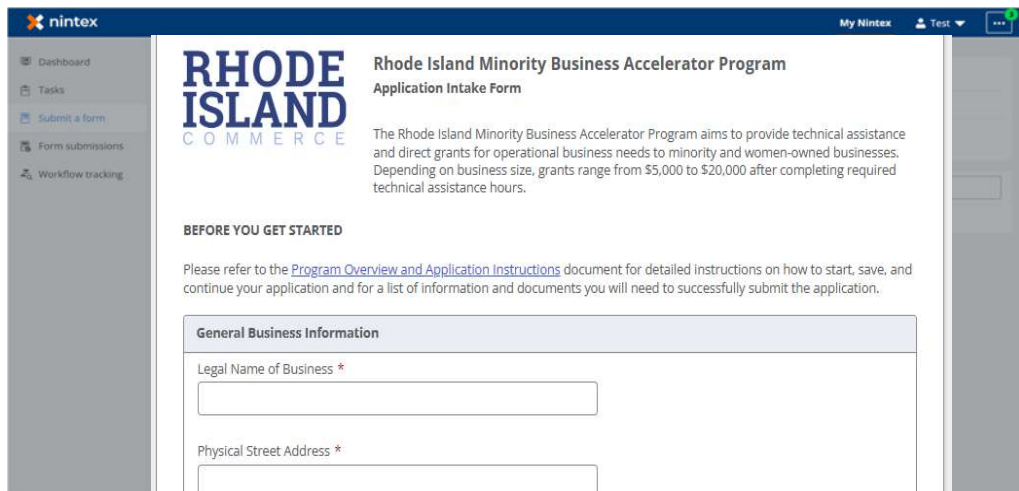 nintex
My Nintex
Test
3
Dashboard
Tasks
Submit a form
Form submissions
Workflow tracking
RHODE
ISLAND
COMMERCE
Rhode Island Minority Business Accelerator Program
Application Intake Form
The Rhode Island Minority Business Accelerator Program aims to provide technical assistance
and direct grants for operational business needs to minority and women-owned businesses.
Depending on business size, grants range from $5,000 to $20,000 after completing required
technical assistance hours.
BEFORE YOU GET STARTED
Please refer to the Program Overview and Application Instructions document for detailed instructions on how to start, save, and
continue your application and for a list of information and documents you will need to successfully submit the application.
General Business Information
Legal Name of Business *
Physical Street Address *